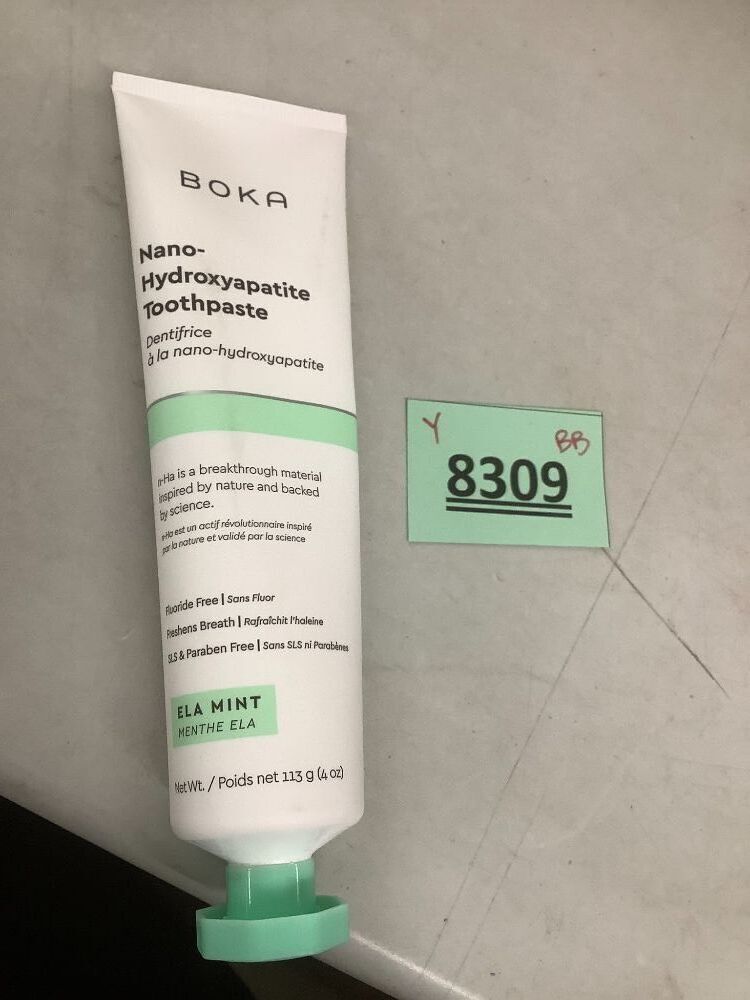 BOKA
Nano-
Hydroxyapatite
Toothpaste
Dentifrice
à la nano-hydroxyapatite
n-Ha is a breakthrough material
inspired by nature and backed
by science.
n-Ha est un actif révolutionnaire inspiré
par la nature et validé par la science
Fluoride Free | Sans Fluor
Freshens Breath | Rafraîchit l'haleine
SLS & Paraben Free | Sans SLS ni Parabènes
ELA MINT
MENTHE ELA
Net Wt. / Poids net 113 g (4 oz)
Y BB
8309